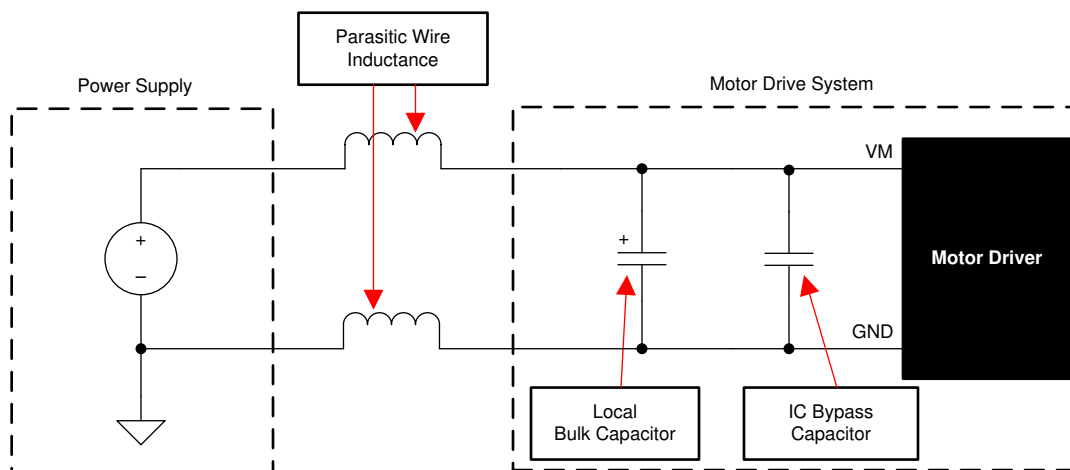 Parasitic Wire
Inductance
Power Supply
Motor Drive System
VM
+
–
+
Motor Driver
GND
Local
Bulk Capacitor
IC Bypass
Capacitor